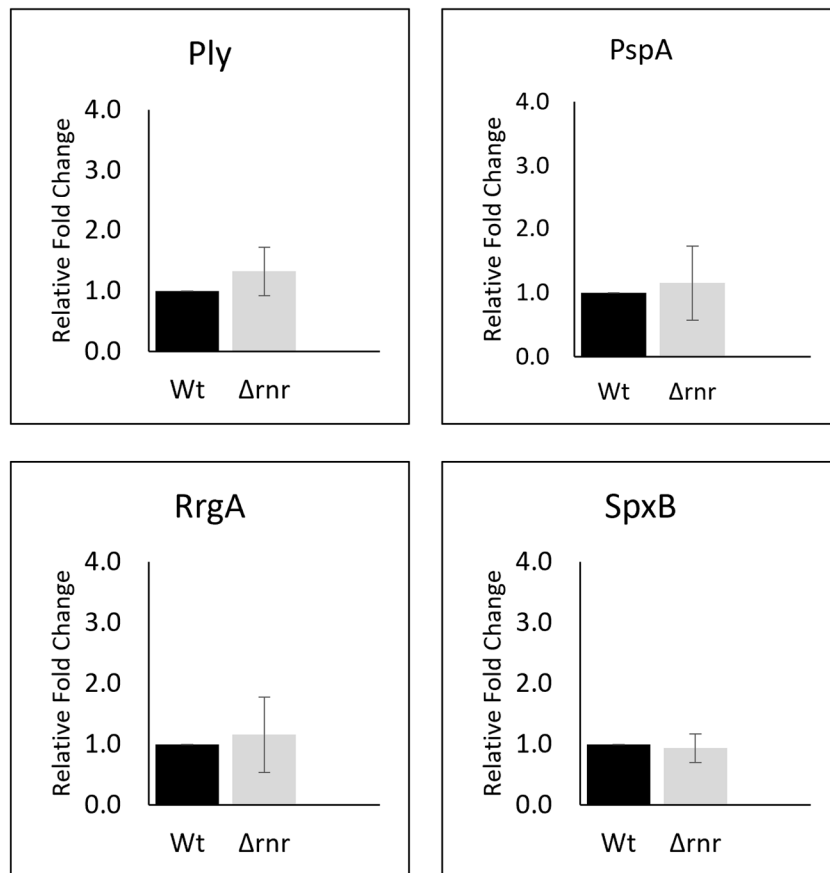 Ply
Relative Fold Change
4.0
3.0
2.0
1.0
0.0
Wt Δrnr
PspA
Relative Fold Change
4.0
3.0
2.0
1.0
0.0
Wt Δrnr
RrgA
Relative Fold Change
4.0
3.0
2.0
1.0
0.0
Wt Δrnr
SpxB
Relative Fold Change
4.0
3.0
2.0
1.0
0.0
Wt Δrnr